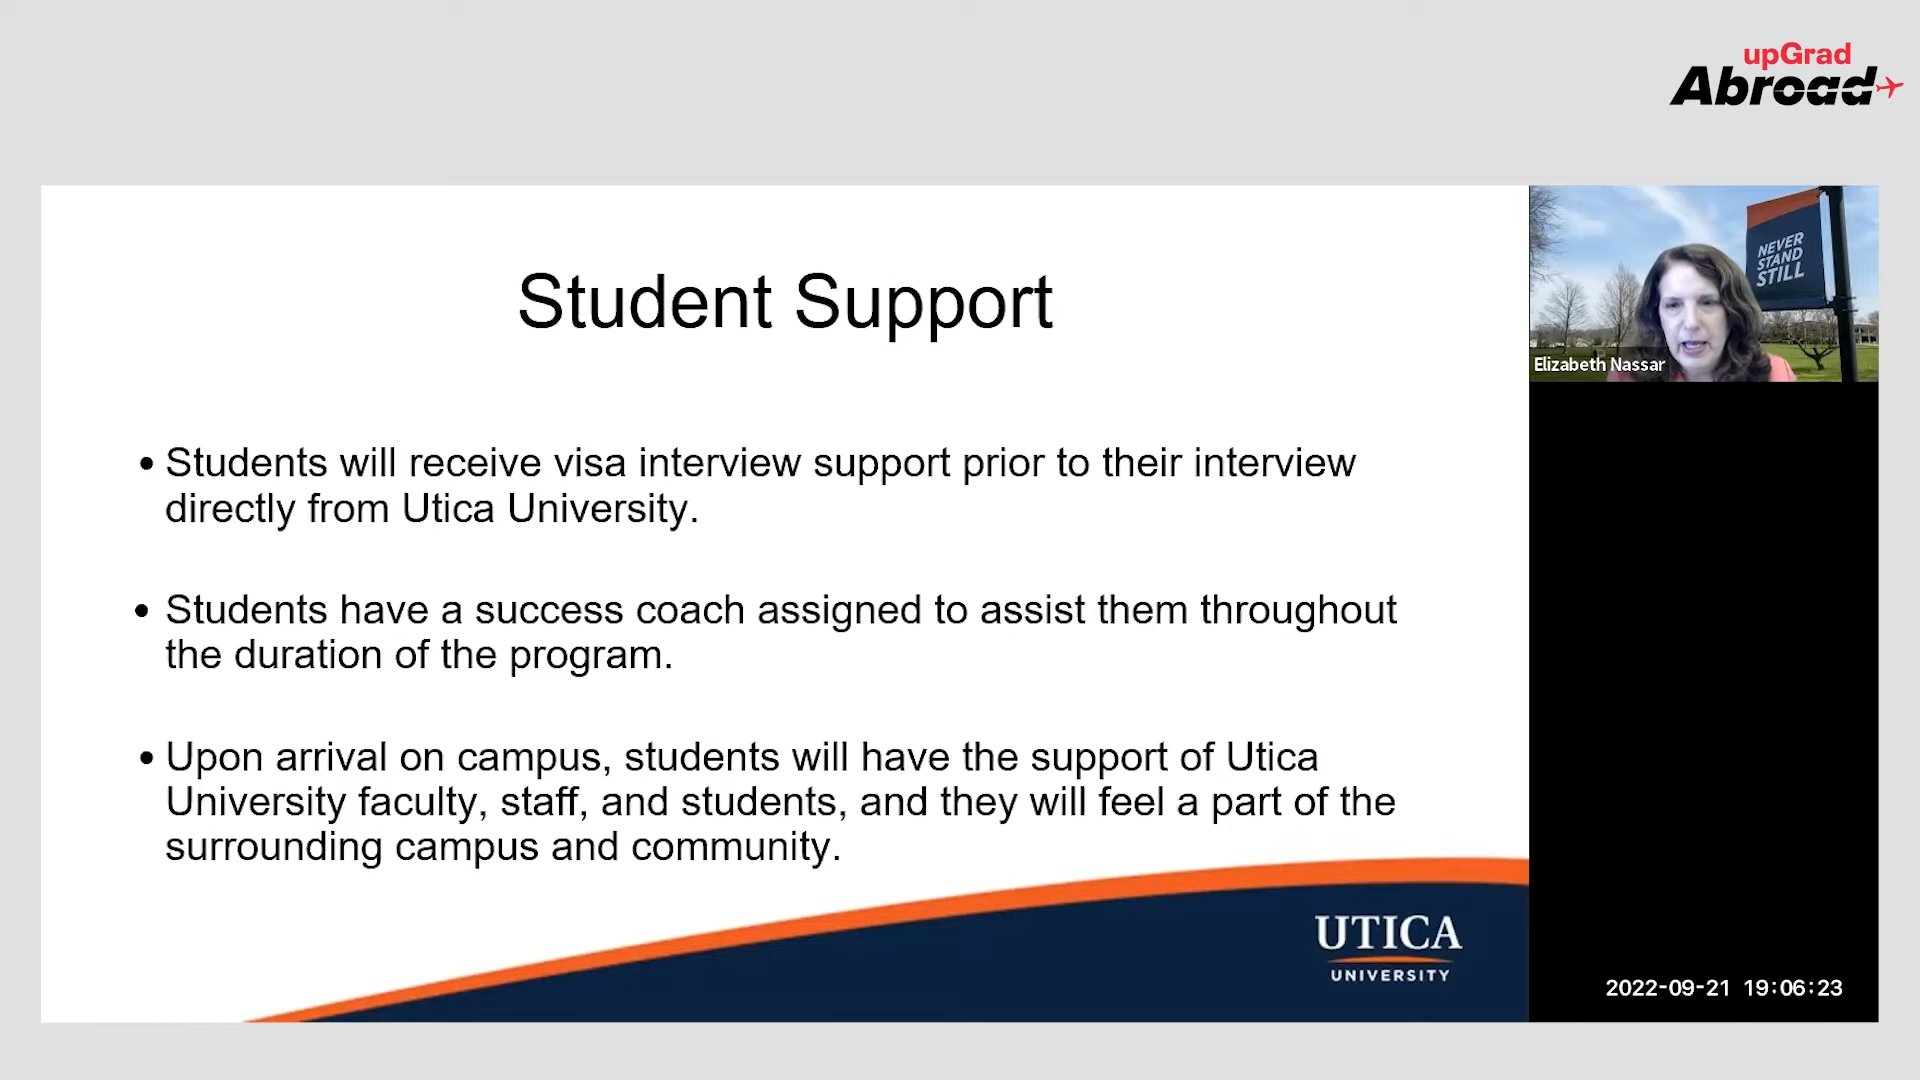 upGrad
Abroad
Student Support
• Students will receive visa interview support prior to their interview
directly from Utica University.
• Students have a success coach assigned to assist them throughout
the duration of the program.
• Upon arrival on campus, students will have the support of Utica
University faculty, staff, and students, and they will feel a part of the
surrounding campus and community.
UTICA
UNIVERSITY
NEVER
STAND
STILL
Elizabeth Nassar
2022-09-21 19:06:23